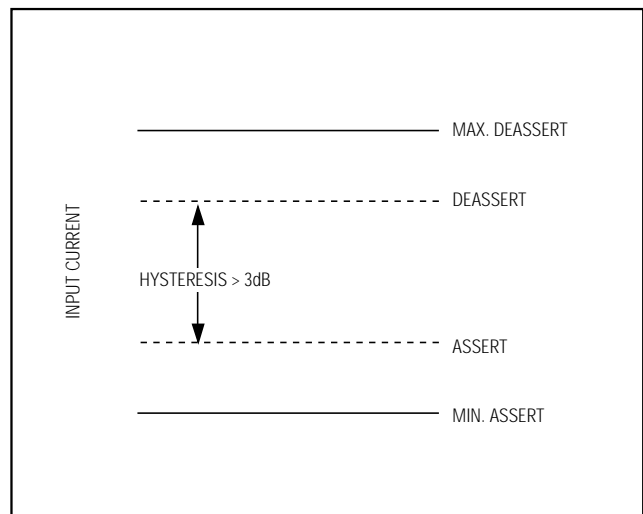 MAX. DEASSERT
DEASSERT
INPUT CURRENT
HYSTERESIS > 3dB
ASSERT
MIN. ASSERT